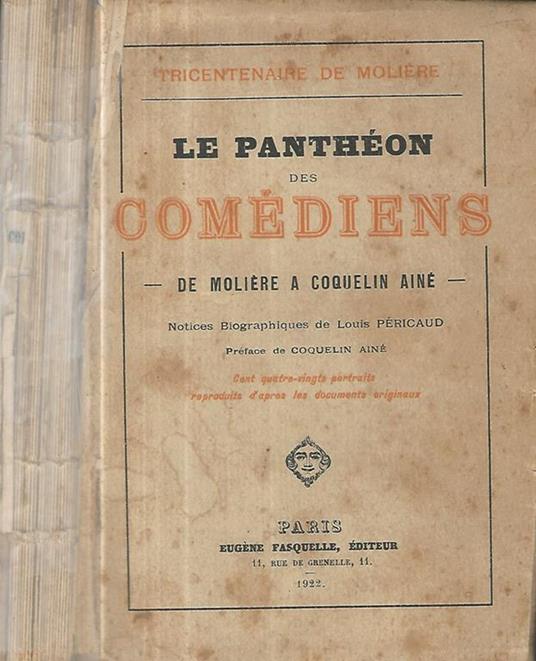 TRICENTENAIRE DE MOLIÈRE
LE PANTHÉON
DES
COMÉDIENS
— DE MOLIÈRE A COQUELIN AINÉ —
Notices Biographiques de Louis PÉRICAUD
Préface de COQUELIN AINÉ
Cent quatre-vingts portraits
reproduits d'après les documents originaux
PARIS
EUGÈNE FASQUELLE, ÉDITEUR
11, RUE DE GRENELLE, 11.
1922.